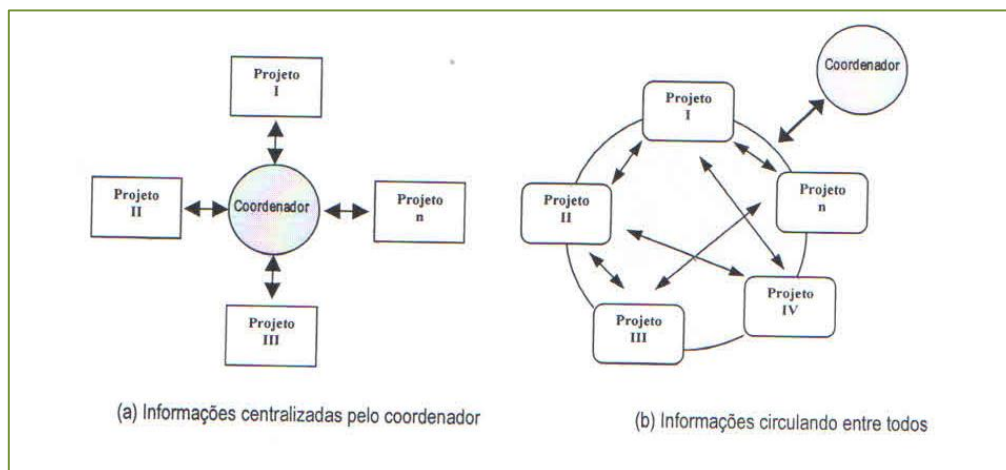 Projeto
I
Projeto
II
Coordenador
Projeto
n
Projeto
III
(a) Informações centralizadas pelo coordenador
Coordenador
Projeto
I
Projeto
II
Projeto
n
Projeto
III
Projeto
IV
(b) Informações circulando entre todos